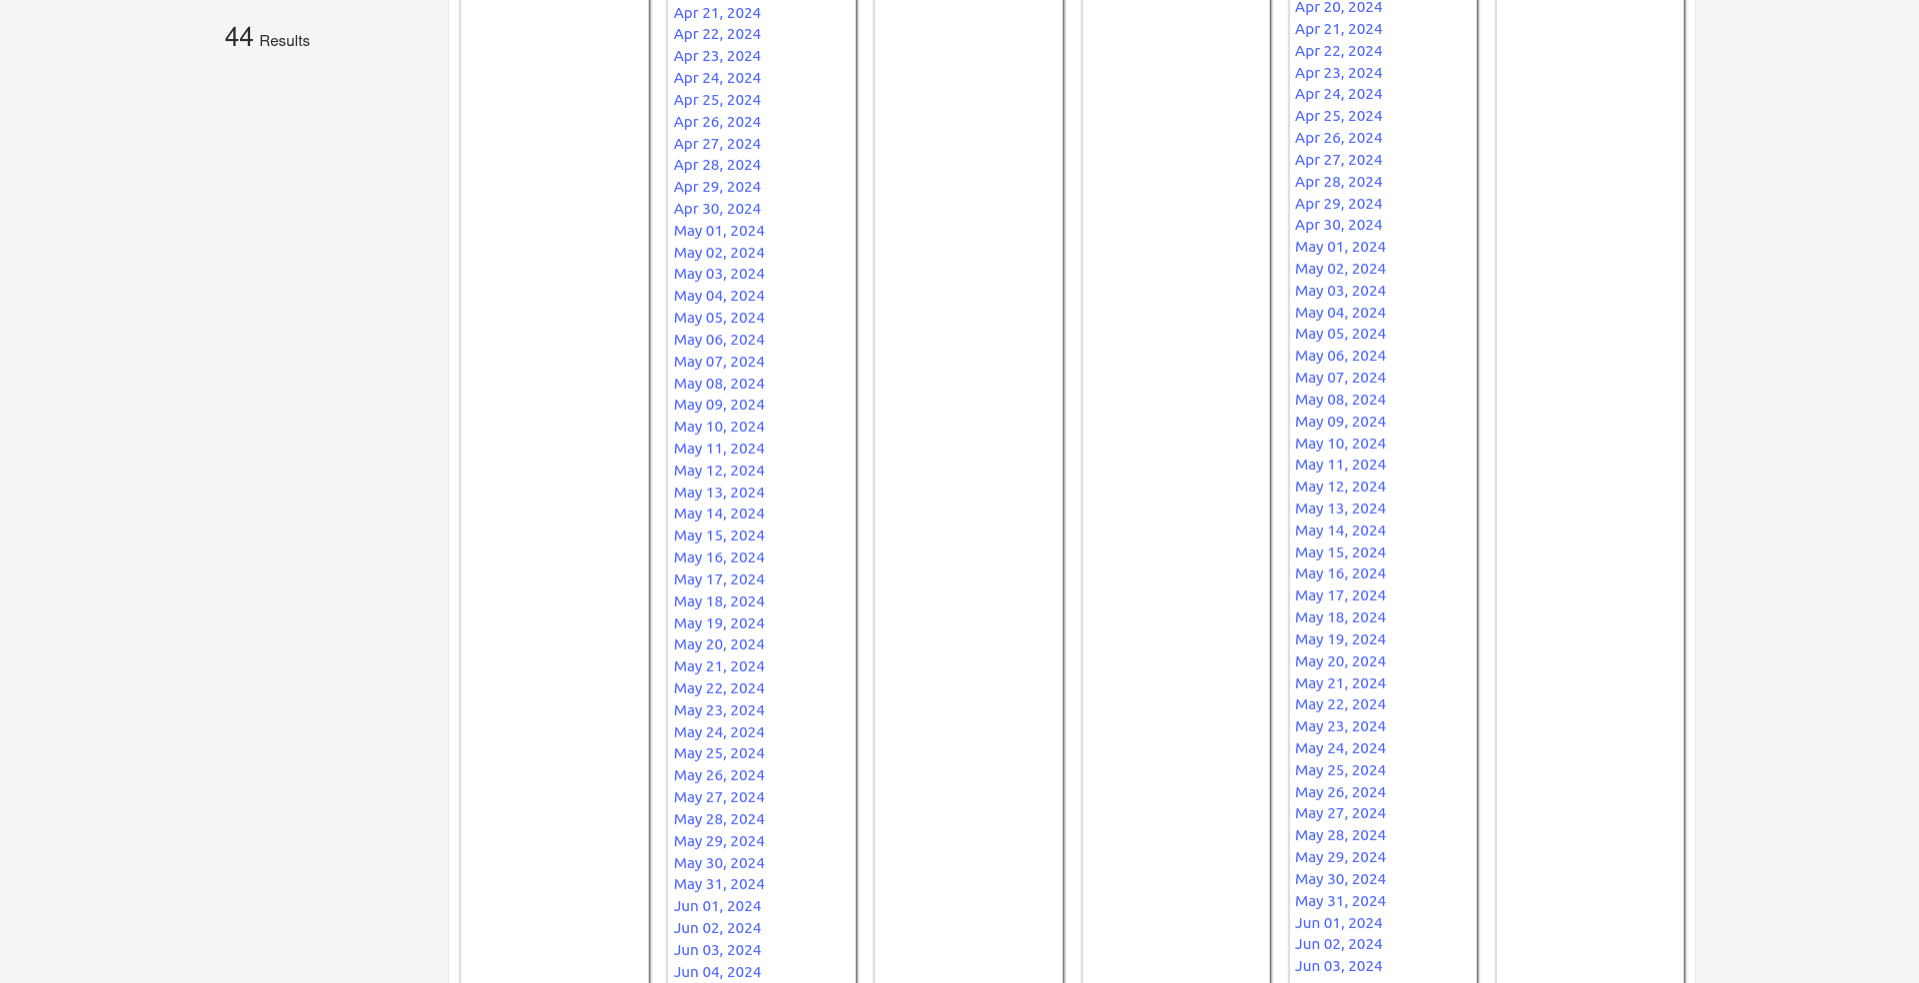 44 Results
Apr 21, 2024
Apr 22, 2024
Apr 23, 2024
Apr 24, 2024
Apr 25, 2024
Apr 26, 2024
Apr 27, 2024
Apr 28, 2024
Apr 29, 2024
Apr 30, 2024
May 01, 2024
May 02, 2024
May 03, 2024
May 04, 2024
May 05, 2024
May 06, 2024
May 07, 2024
May 08, 2024
May 09, 2024
May 10, 2024
May 11, 2024
May 12, 2024
May 13, 2024
May 14, 2024
May 15, 2024
May 16, 2024
May 17, 2024
May 18, 2024
May 19, 2024
May 20, 2024
May 21, 2024
May 22, 2024
May 23, 2024
May 24, 2024
May 25, 2024
May 26, 2024
May 27, 2024
May 28, 2024
May 29, 2024
May 30, 2024
May 31, 2024
Jun 01, 2024
Jun 02, 2024
Jun 03, 2024
Jun 04, 2024
Apr 20, 2024
Apr 21, 2024
Apr 22, 2024
Apr 23, 2024
Apr 24, 2024
Apr 25, 2024
Apr 26, 2024
Apr 27, 2024
Apr 28, 2024
Apr 29, 2024
Apr 30, 2024
May 01, 2024
May 02, 2024
May 03, 2024
May 04, 2024
May 05, 2024
May 06, 2024
May 07, 2024
May 08, 2024
May 09, 2024
May 10, 2024
May 11, 2024
May 12, 2024
May 13, 2024
May 14, 2024
May 15, 2024
May 16, 2024
May 17, 2024
May 18, 2024
May 19, 2024
May 20, 2024
May 21, 2024
May 22, 2024
May 23, 2024
May 24, 2024
May 25, 2024
May 26, 2024
May 27, 2024
May 28, 2024
May 29, 2024
May 30, 2024
May 31, 2024
Jun 01, 2024
Jun 02, 2024
Jun 03, 2024